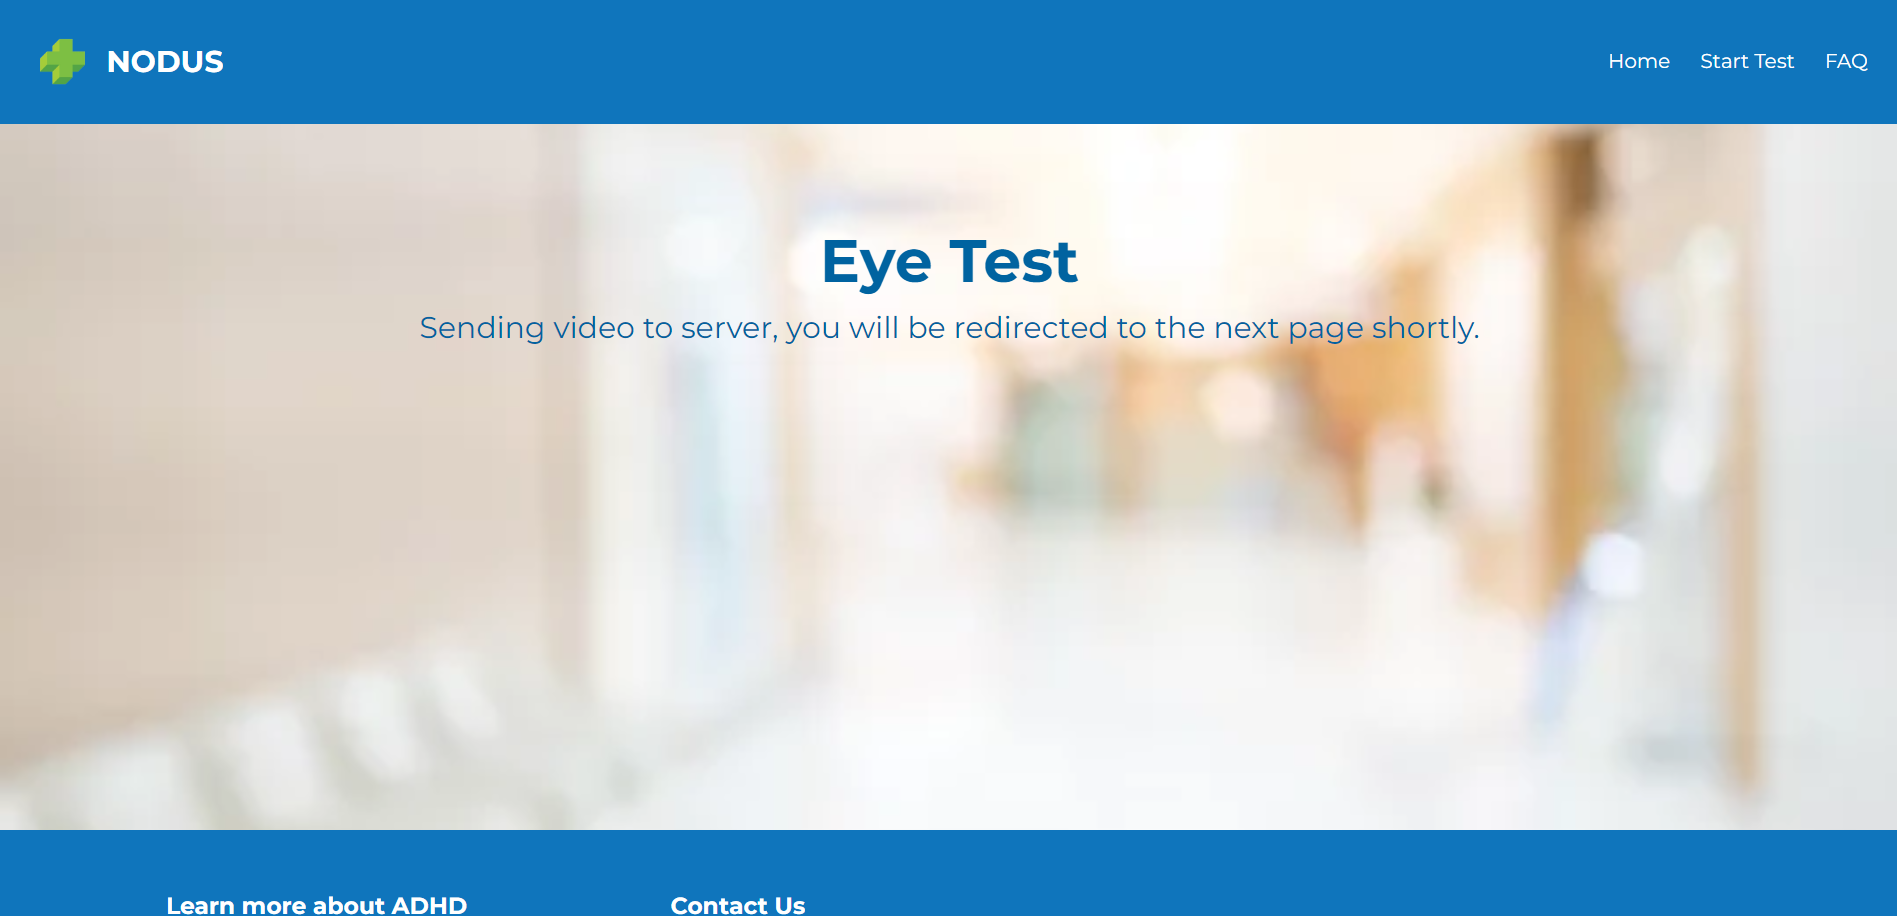 NODUS
Home
Start Test
FAQ
Eye Test
Sending video to server, you will be redirected to the next page shortly.
Learn more about ADHD
Contact Us